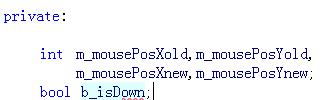 private:
int m_mousePosXold,m_mousePosYold,
m_mousePosXnew,m_mousePosYnew;
bool b_isDown;